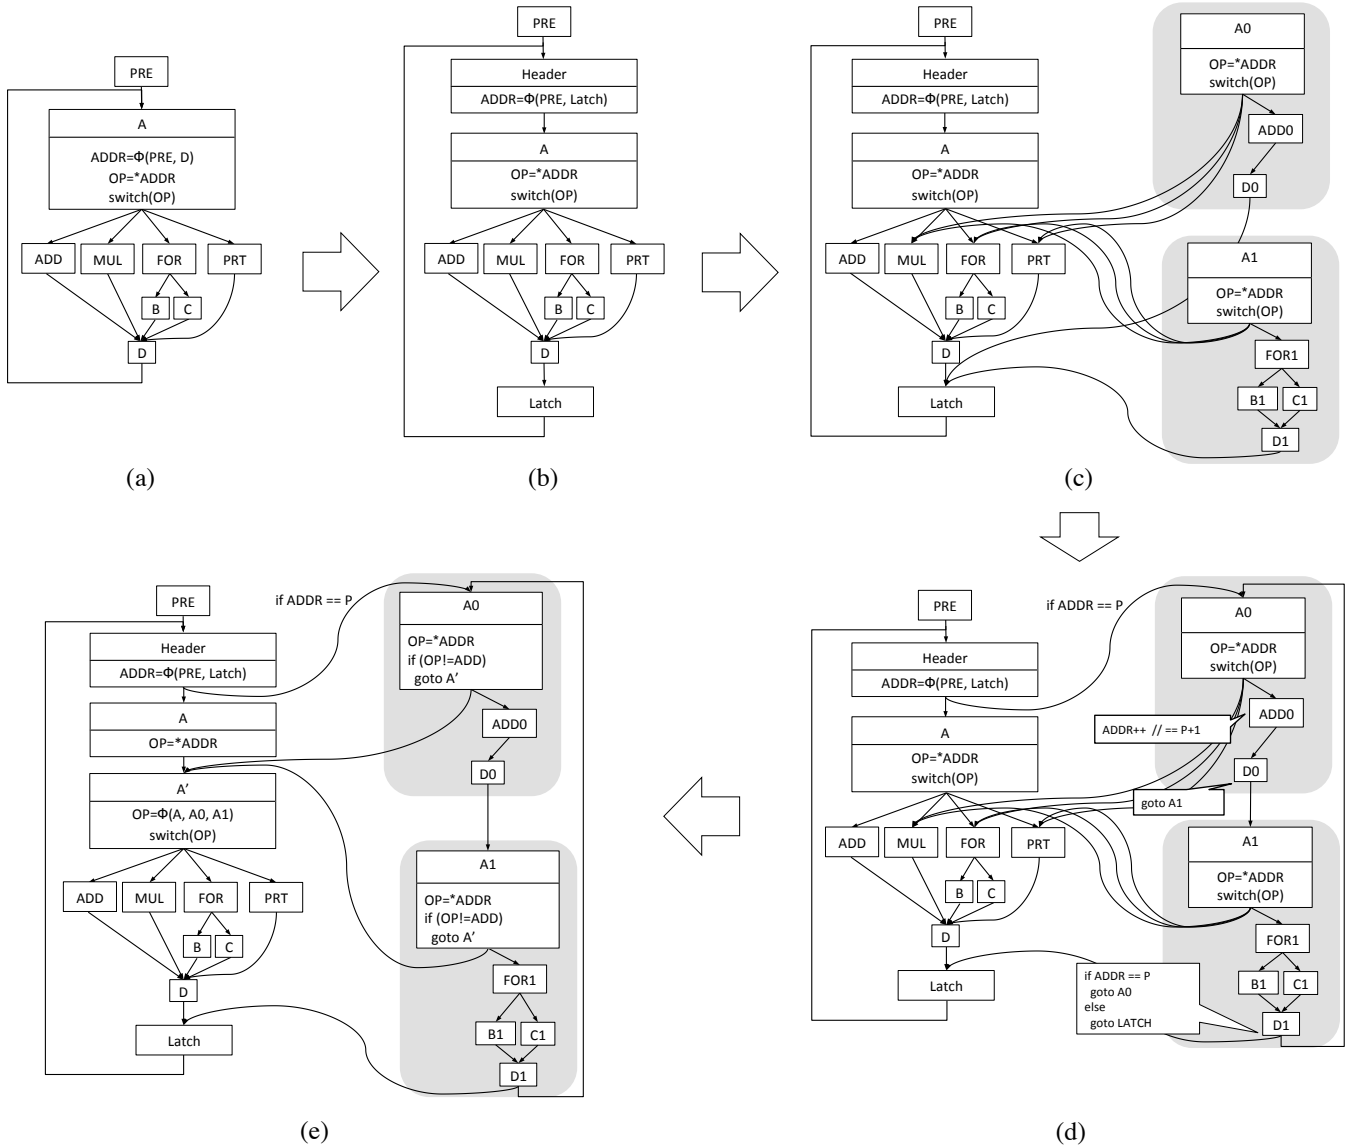 PRE
A
ADDR=Φ(PRE, D)
OP=*ADDR
switch(OP)
ADD
MUL
FOR
PRT
B
C
D
(a)
PRE
Header
ADDR=Φ(PRE, Latch)
A
OP=*ADDR
switch(OP)
ADD
MUL
FOR
PRT
B
C
D
Latch
(b)
PRE
Header
ADDR=Φ(PRE, Latch)
A
OP=*ADDR
switch(OP)
ADD
MUL
FOR
PRT
B
C
D
Latch
A0
OP=*ADDR
switch(OP)
ADD0
D0
A1
OP=*ADDR
switch(OP)
FOR1
B1
C1
D1
(c)
PRE
Header
ADDR=Φ(PRE, Latch)
A
OP=*ADDR
switch(OP)
ADD
MUL
FOR
PRT
B
C
D
Latch
if ADDR == P
A0
OP=*ADDR
switch(OP)
ADD0
ADDR++ // == P+1
D0
goto A1
A1
OP=*ADDR
switch(OP)
FOR1
B1
C1
D1
if ADDR == P
goto A0
else
goto LATCH
(d)
PRE
Header
ADDR=Φ(PRE, Latch)
A
OP=*ADDR
A’
OP=Φ(A, A0, A1)
switch(OP)
ADD
MUL
FOR
PRT
B
C
D
Latch
if ADDR == P
A0
OP=*ADDR
if (OP!=ADD)
goto A’
ADD0
D0
A1
OP=*ADDR
if (OP!=ADD)
goto A’
FOR1
B1
C1
D1
(e)